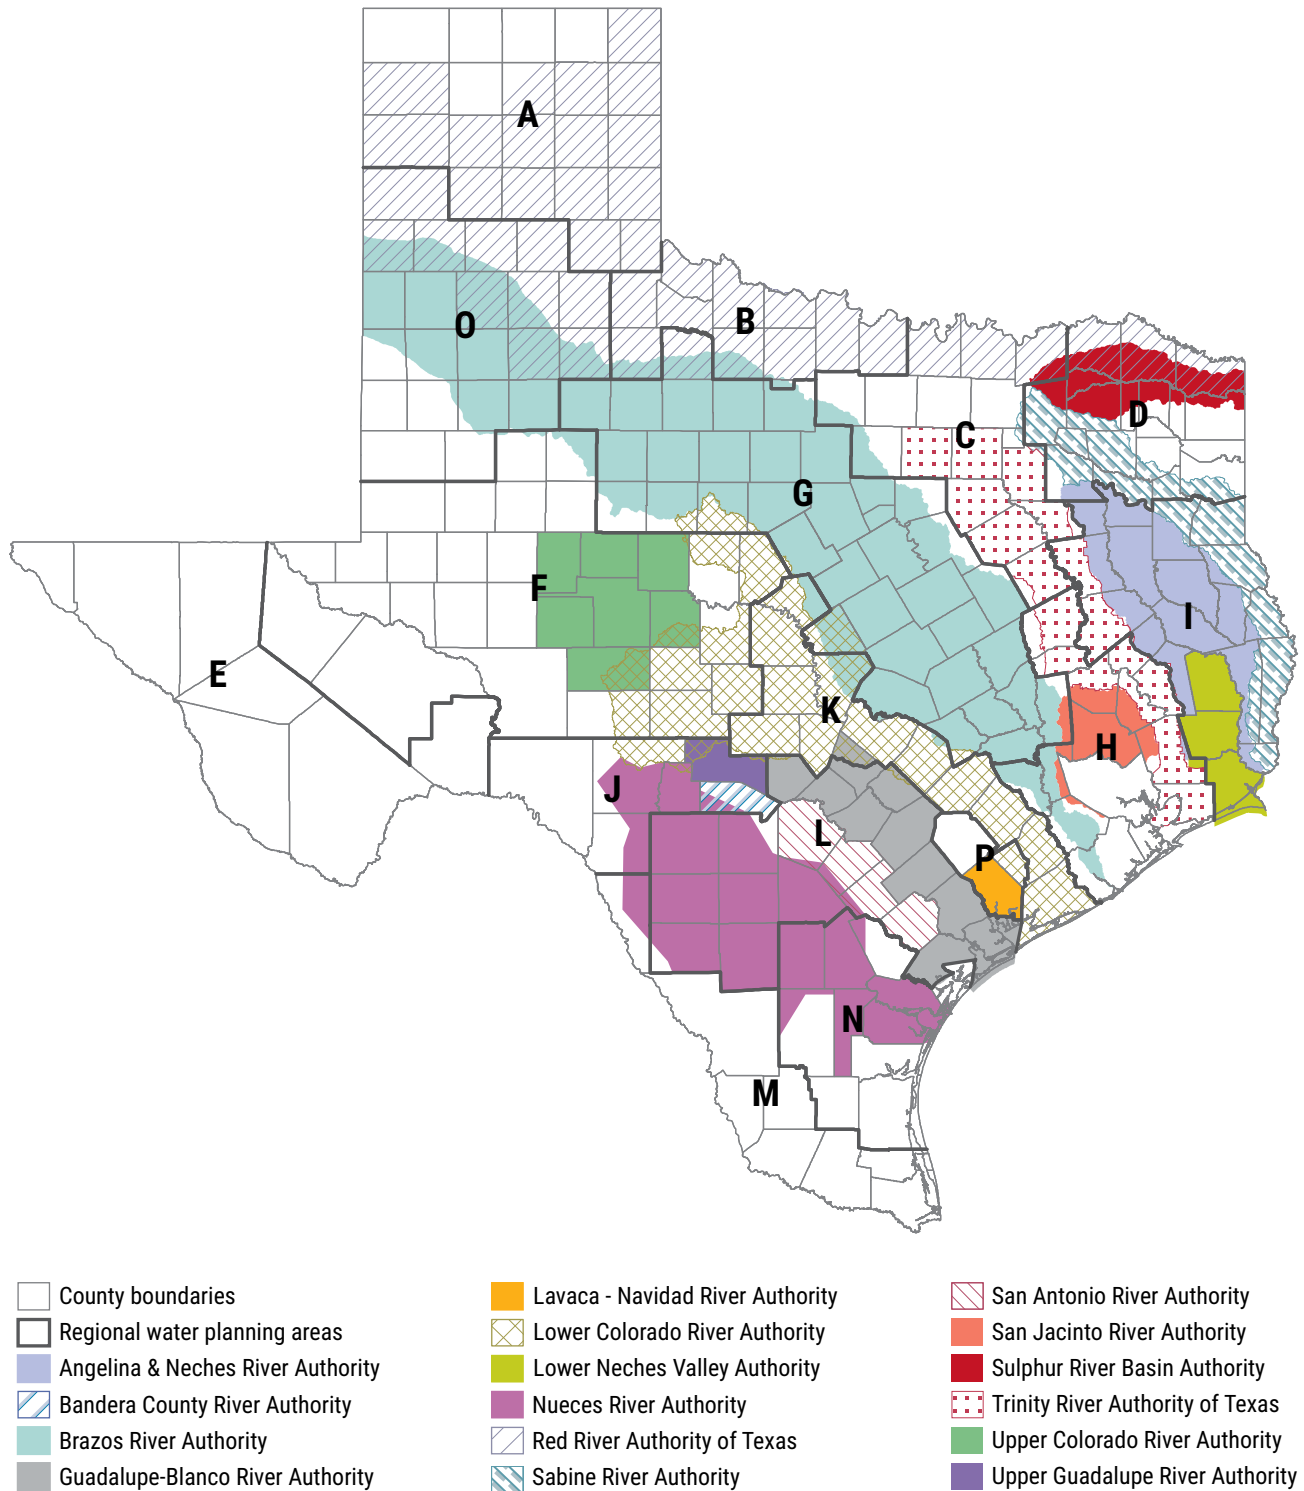 A
B
O
D
C
G
F
I
E
K
H
J
L
P
N
M
County boundaries
Regional water planning areas
Angelina & Neches River Authority
Bandera County River Authority
Brazos River Authority
Guadalupe-Blanco River Authority
Lavaca - Navidad River Authority
Lower Colorado River Authority
Lower Neches Valley Authority
Nueces River Authority
Red River Authority of Texas
Sabine River Authority
San Antonio River Authority
San Jacinto River Authority
Sulphur River Basin Authority
Trinity River Authority of Texas
Upper Colorado River Authority
Upper Guadalupe River Authority